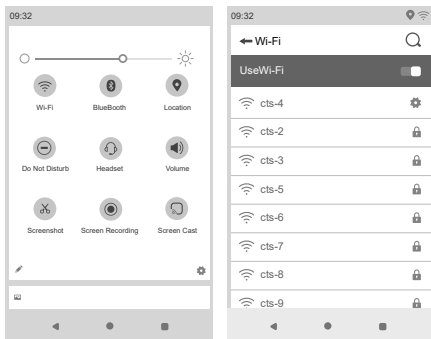 09:32
Wi-Fi BlueBooth Location
Do Not Disturb Headset Volume
Screenshot Screen Recording Screen Cast
09:32
Wi-Fi
UseWi-Fi
cts-4
cts-2
cts-3
cts-5
cts-6
cts-7
cts-8
cts-9